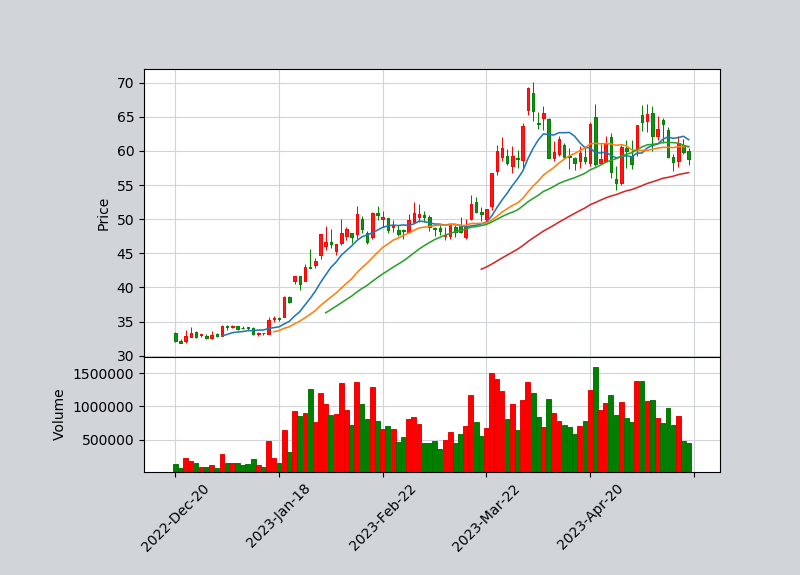 70
65
60
55
50
45
40
35
30
Price
1500000
1000000
500000
Volume
2022-Dec-20
2023-Jan-18
2023-Feb-22
2023-Mar-22
2023-Apr-20